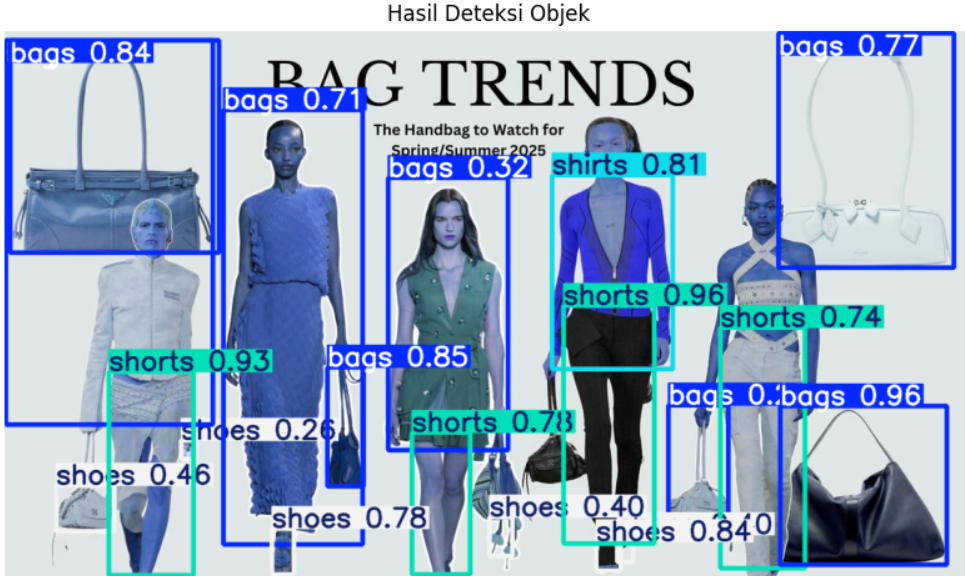 Hasil Deteksi Objek
bags 0.84
bags 0.77
BAG TRENDS
bags 0.71
The Handbag to Watch for
Spring/Summer 2025
bags 0.32
shirts 0.81
shorts 0.96
shorts 0.74
bags 0.85
shorts 0.93
bags 0.
bags 0.96
shorts 0.78
shoes 0.26
shoes 0.46
shoes 0.40
shoes 0.78
shoes 0.84